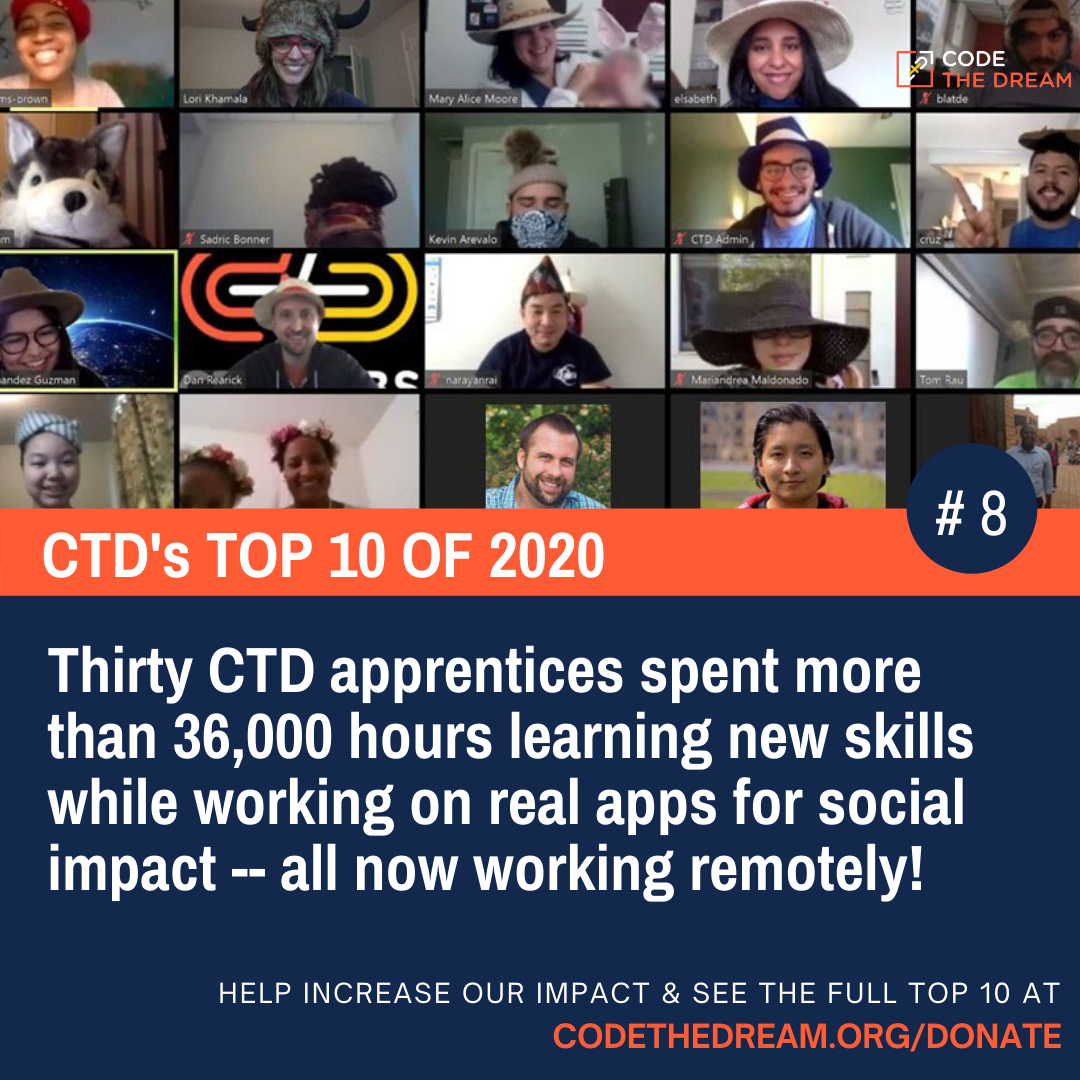 CODE
THE DREAM
ms-brown
Lori Khamala
Mary Alice Moore
elsabeth
blatde
m
Sadric Bonner
Kevin Arevalo
CTD Admin
cruz
andez Guzman
Dan Rearick
RS
narayanrai
Mariandrea Maldonado
Tom Rau
# 8
CTD's TOP 10 OF 2020
Thirty CTD apprentices spent more
than 36,000 hours learning new skills
while working on real apps for social
impact -- all now working remotely!
HELP INCREASE OUR IMPACT & SEE THE FULL TOP 10 AT
CODETHEDREAM.ORG/DONATE